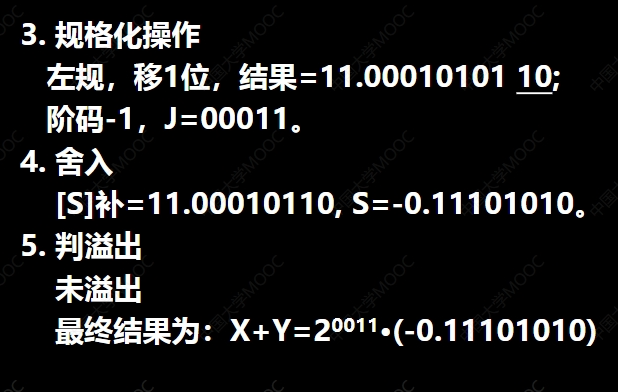 3. 规格化操作
左规，移1位，结果=11.00010101 10;
阶码-1，J=00011。
4. 舍入
[S]补=11.00010110, S=-0.11101010。
5. 判溢出
未溢出
最终结果为：X+Y=2⁰⁰¹¹•(-0.11101010)